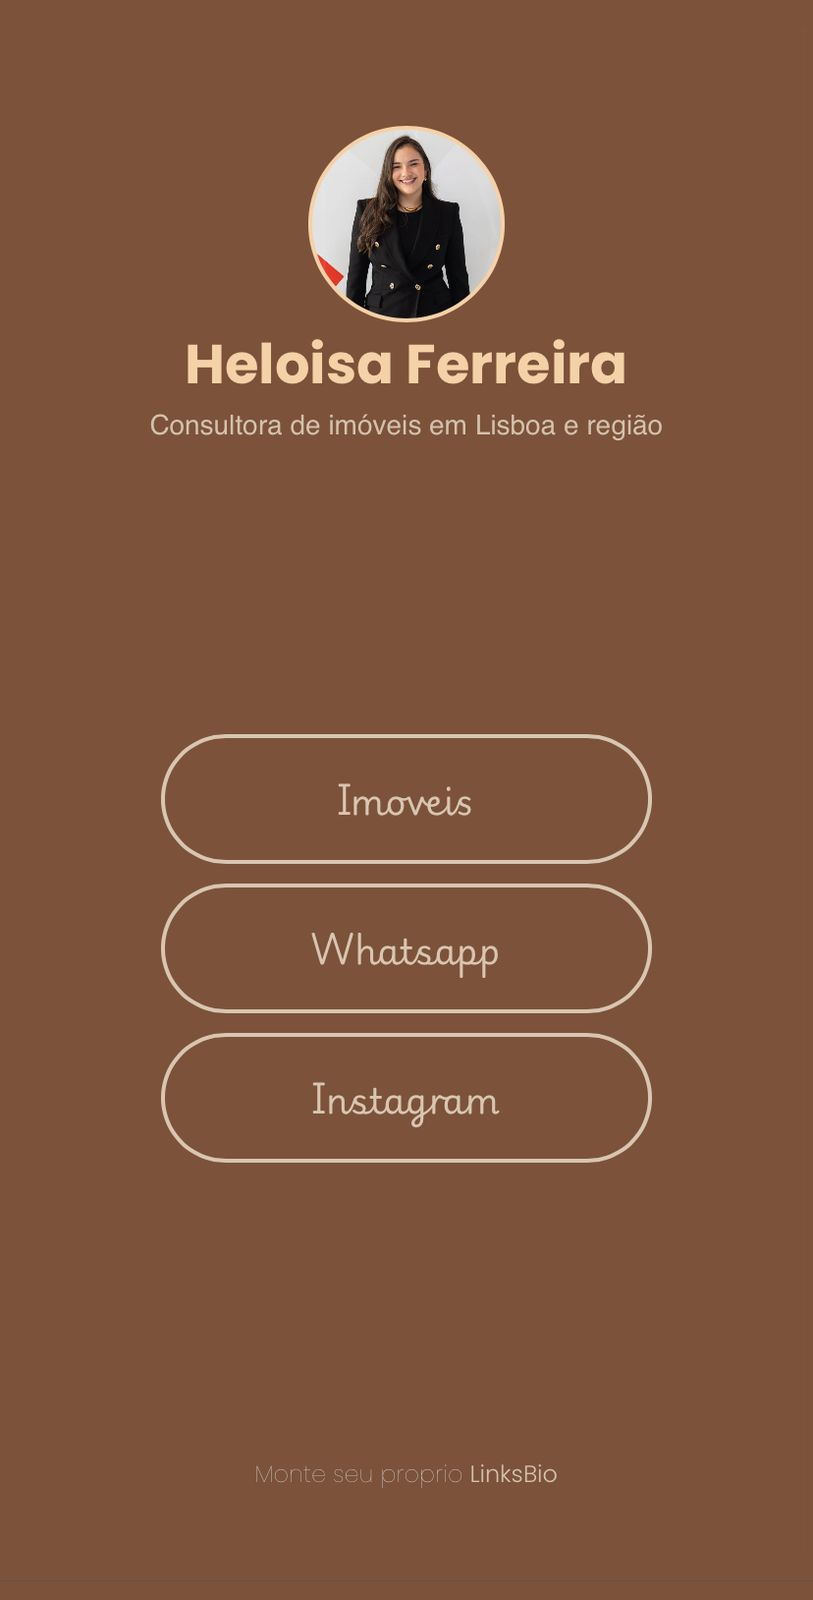 Heloisa Ferreira
Consultora de imóveis em Lisboa e região
Imoveis
Whatsapp
Instagram
Monte seu proprio LinksBio